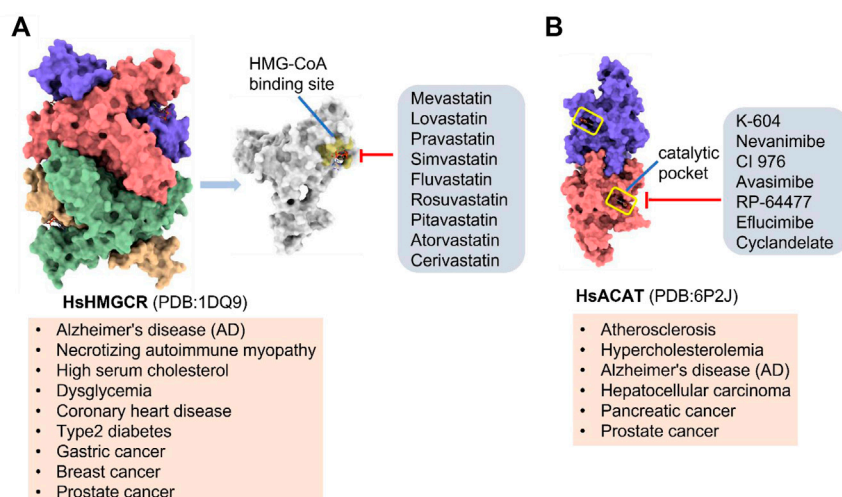 A
HMG-CoA
binding site
Mevastatin
Lovastatin
Pravastatin
Simvastatin
Fluvastatin
Rosuvastatin
Pitavastatin
Atorvastatin
Cerivastatin
HsHMGCR (PDB:1DQ9)
• Alzheimer's disease (AD)
• Necrotizing autoimmune myopathy
• High serum cholesterol
• Dysglycemia
• Coronary heart disease
• Type2 diabetes
• Gastric cancer
• Breast cancer
• Prostate cancer
B
catalytic
pocket
K-604
Nevanimibe
CI 976
Avasimibe
RP-64477
Eflucimibe
Cyclandelate
HsACAT (PDB:6P2J)
• Atherosclerosis
• Hypercholesterolemia
• Alzheimer's disease (AD)
• Hepatocellular carcinoma
• Pancreatic cancer
• Prostate cancer